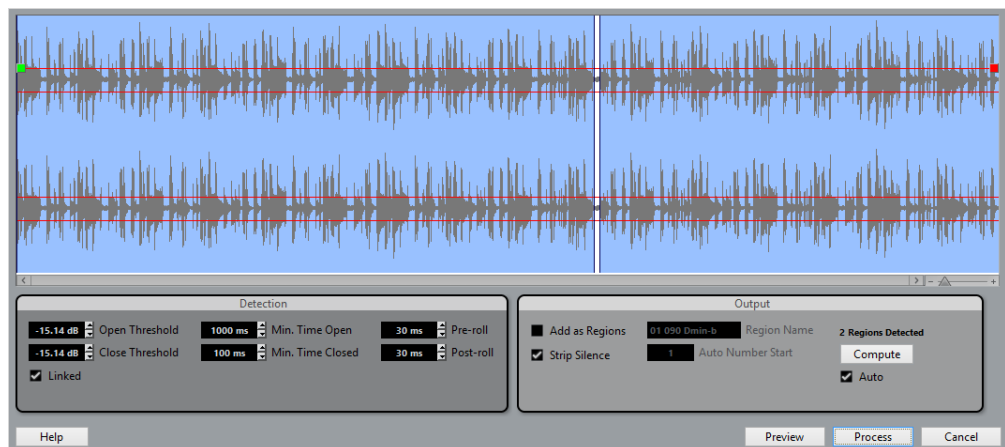 Detection
-15.14 dB Open Threshold 1000 ms Min. Time Open 30 ms Pre-roll
-15.14 dB Close Threshold 100 ms Min. Time Closed 30 ms Post-roll
Linked
Output
Add as Regions 01 090 Dmin-b Region Name 2 Regions Detected
Strip Silence 1 Auto Number Start Compute
Auto
Help Preview Process Cancel